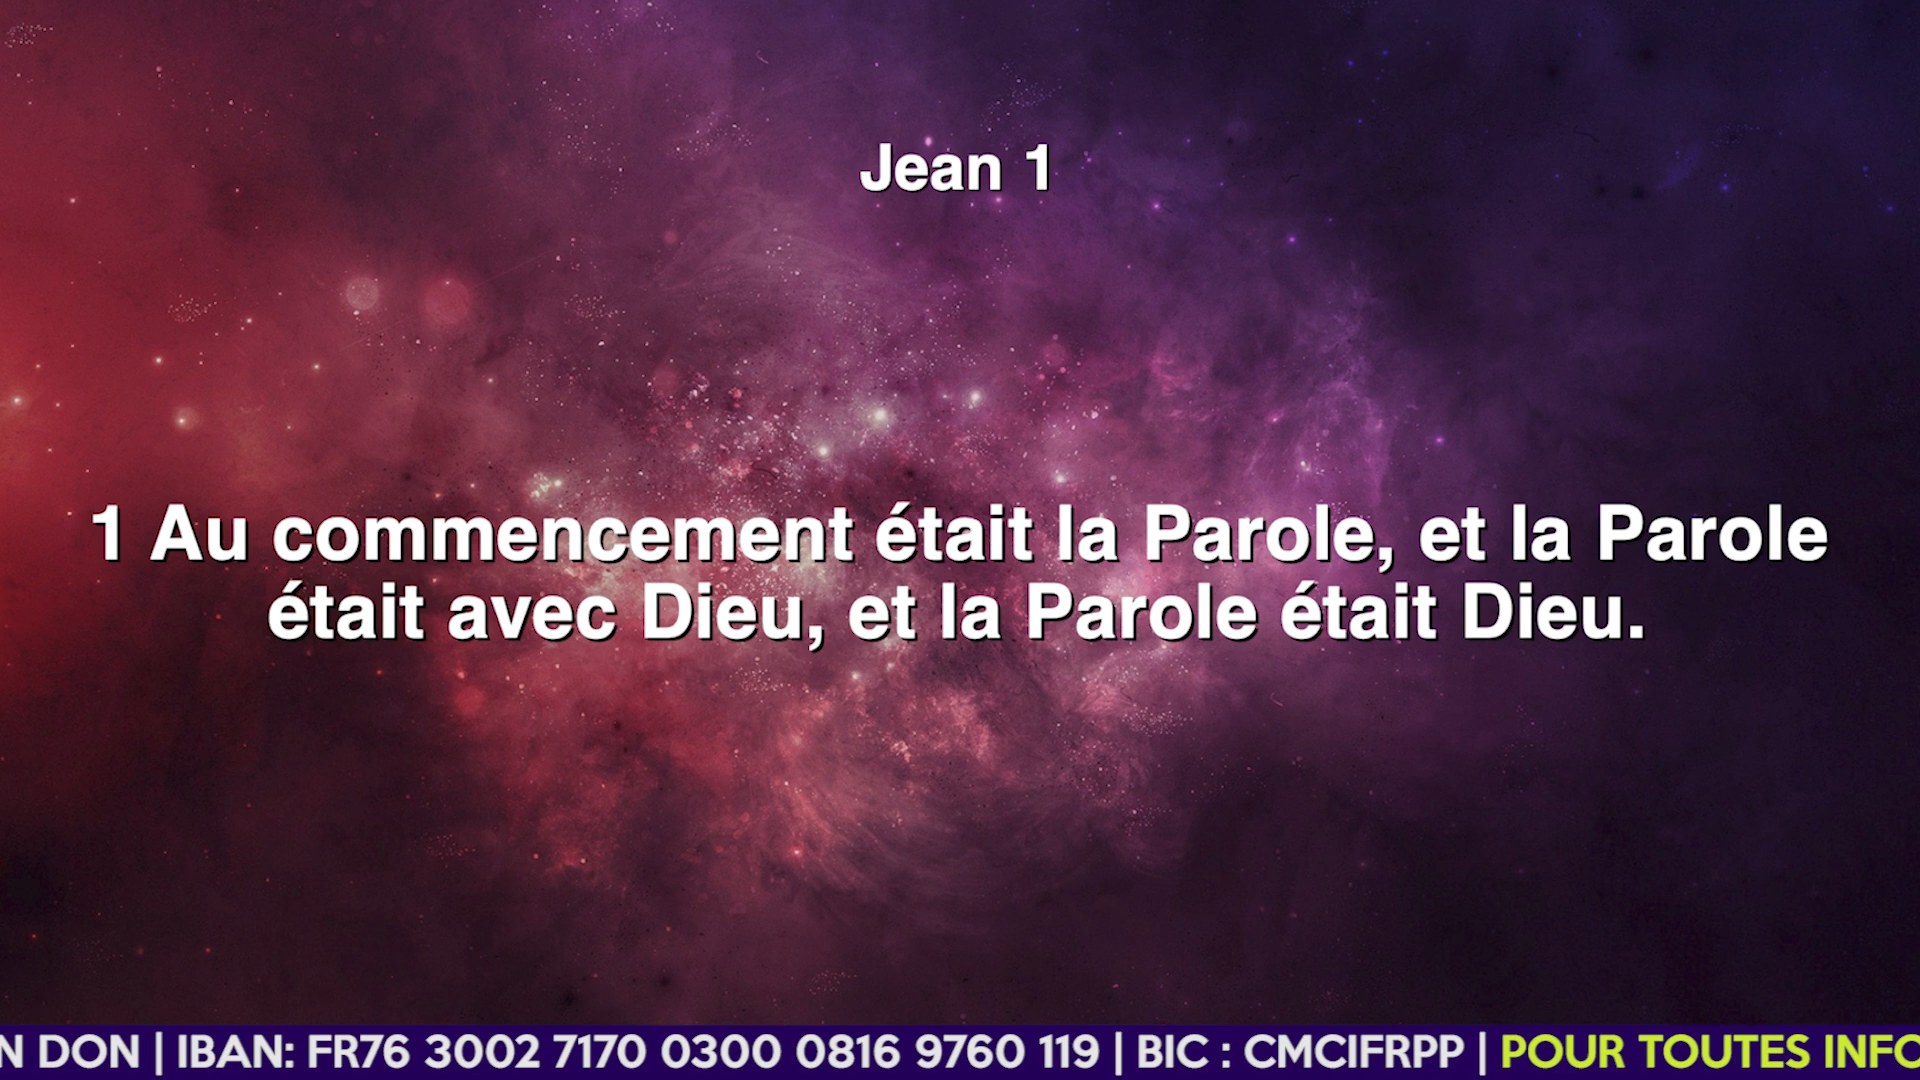 Jean 1
1 Au commencement était la Parole, et la Parole
était avec Dieu, et la Parole était Dieu.
N DON | IBAN: FR76 3002 7170 0300 0816 9760 119 | BIC : CMCIFRPP | POUR TOUTES INFO